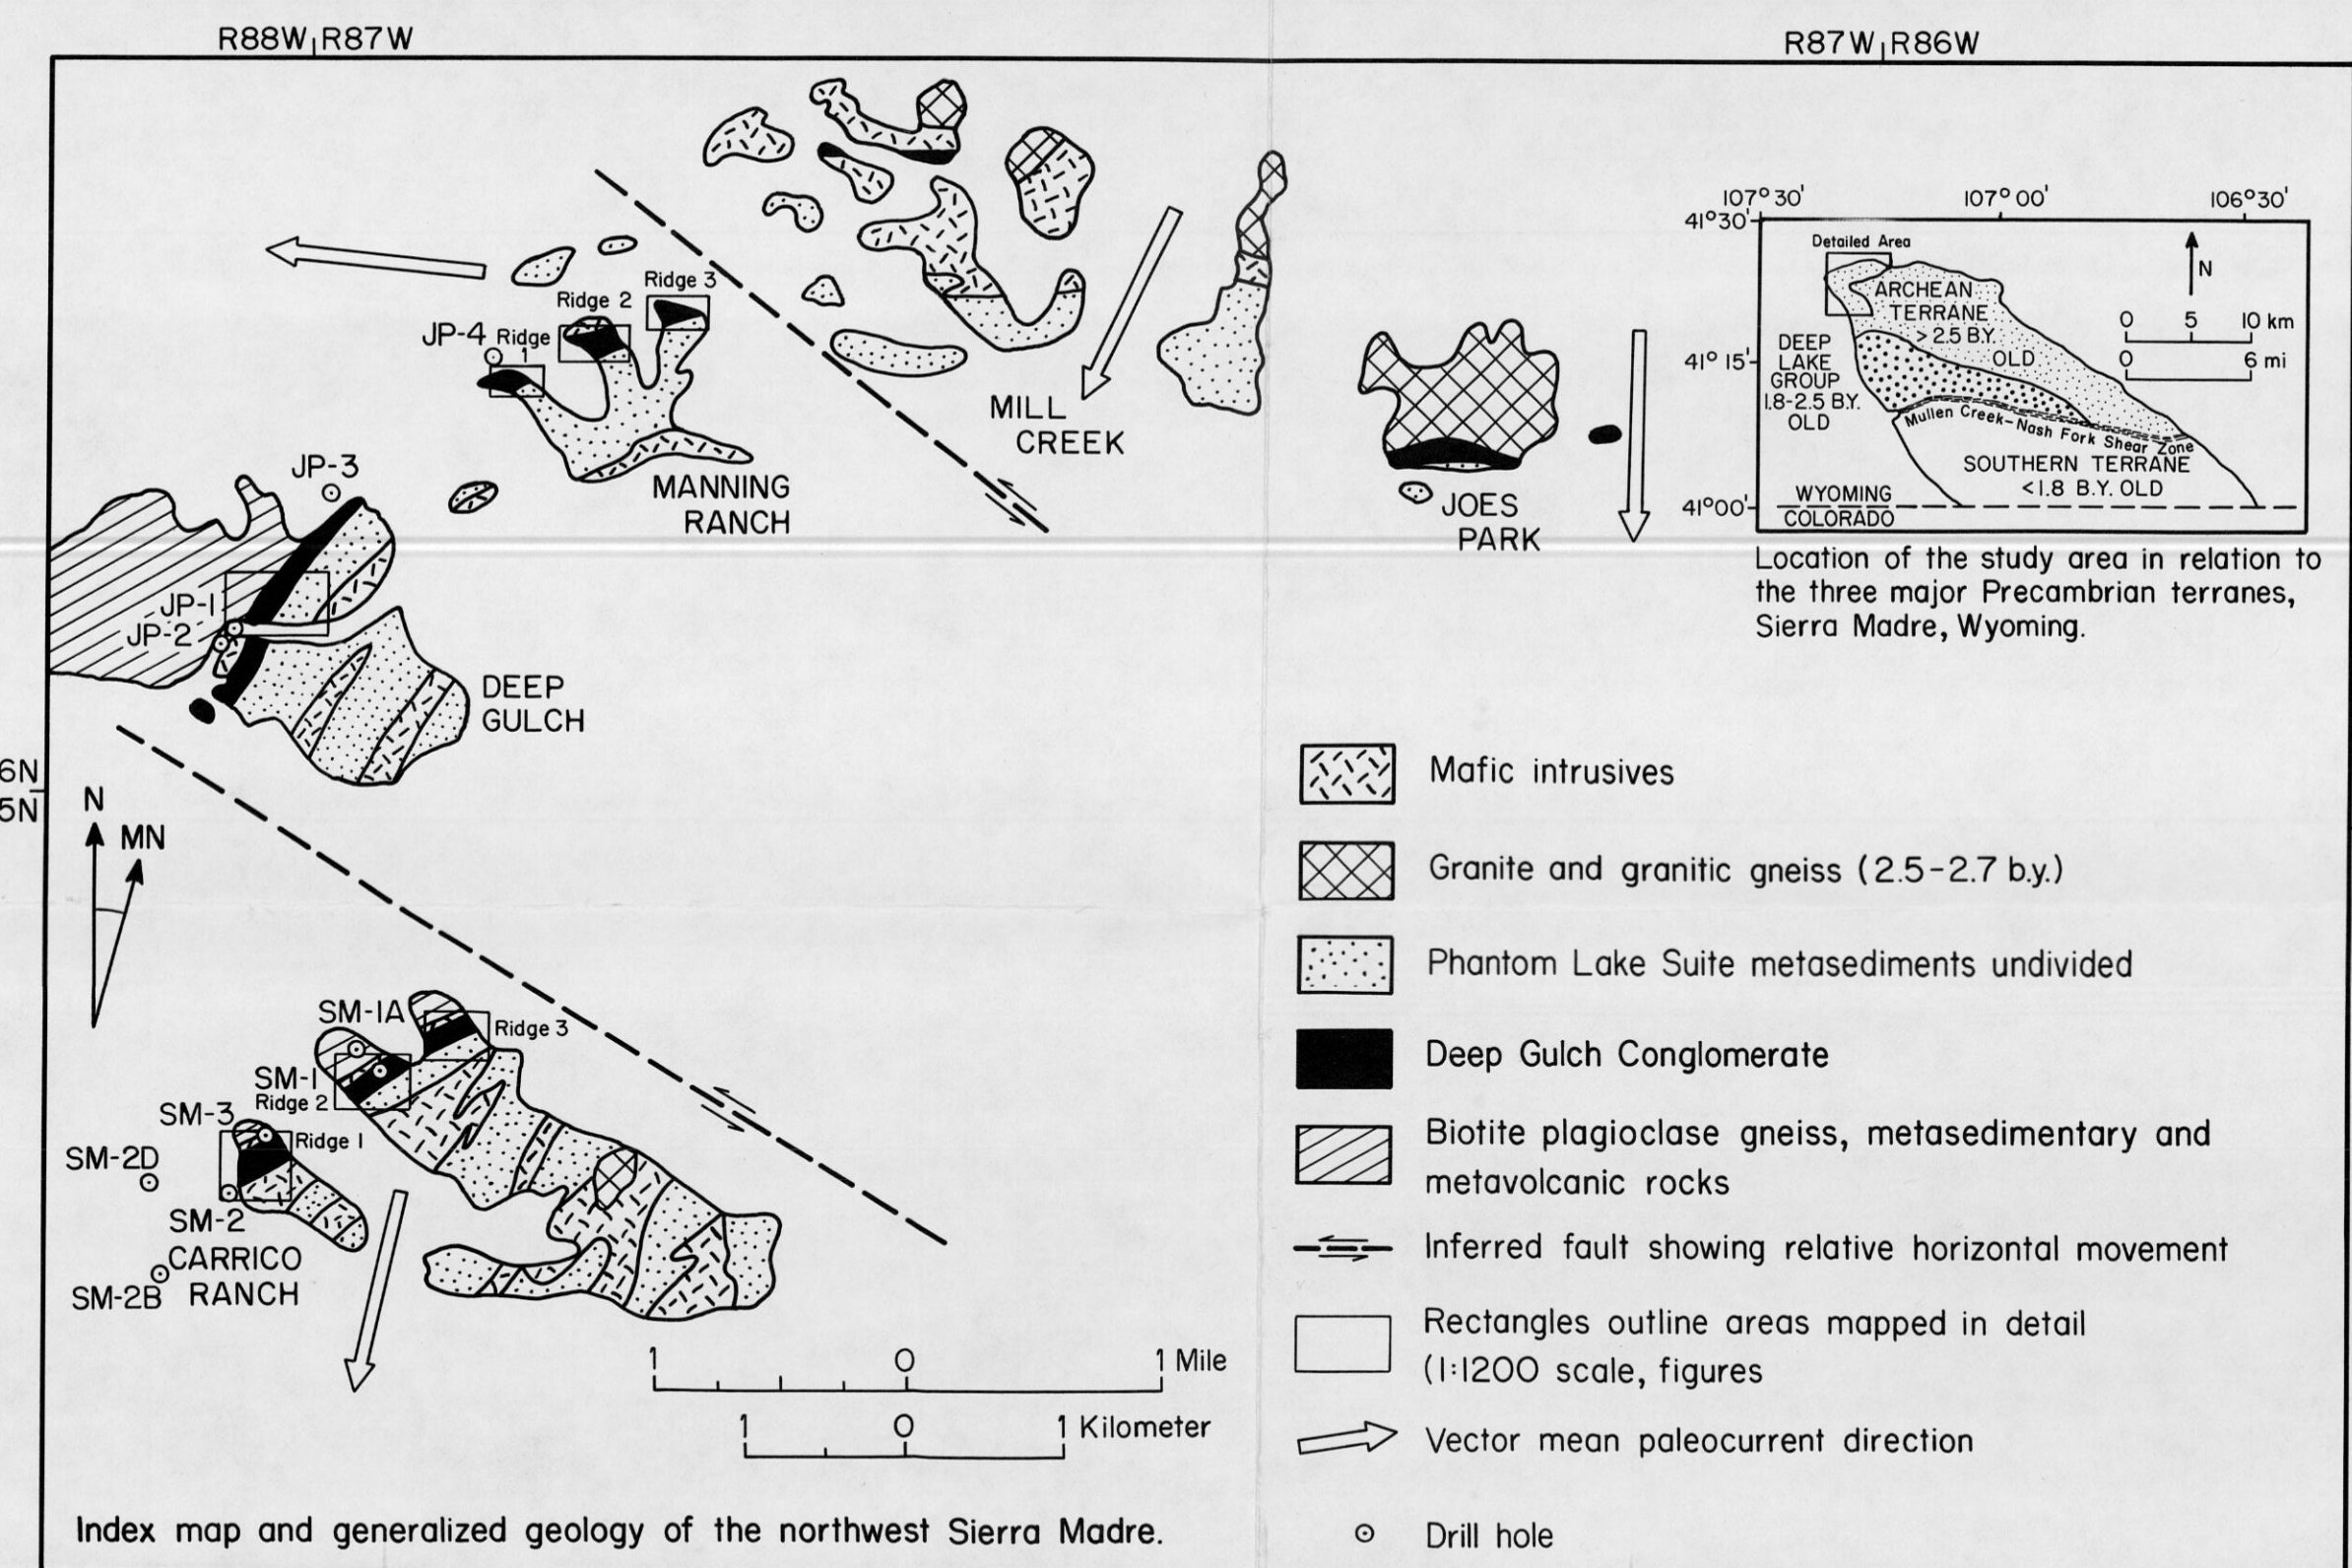 R88W R87W
R87W R86W
Ridge 3
Ridge 2
JP-4 Ridge
1
MILL
CREEK
MANNING
RANCH
JP-3
JOES
PARK
JP-1
JP-2
DEEP
GULCH
6N
5N
N
MN
SM-1A
Ridge 3
SM-1
Ridge 2
SM-3
Ridge 1
SM-2D
SM-2
CARRICO
RANCH
SM-2B
1 0 1 Mile
1 0 1 Kilometer
Index map and generalized geology of the northwest Sierra Madre.
107°30' 107°00' 106°30'
41°30'
Detailed Area
N
ARCHEAN
TERRANE
> 2.5 B.Y.
OLD
0 5 10 km
0 6 mi
41°15'
DEEP
LAKE
GROUP
1.8-2.5 B.Y.
OLD
Mullen Creek-Nash Fork Shear Zone
SOUTHERN TERRANE
<1.8 B.Y. OLD
41°00'
WYOMING
COLORADO
Location of the study area in relation to
the three major Precambrian terranes,
Sierra Madre, Wyoming.
Mafic intrusives
Granite and granitic gneiss (2.5-2.7 b.y.)
Phantom Lake Suite metasediments undivided
Deep Gulch Conglomerate
Biotite plagioclase gneiss, metasedimentary and
metavolcanic rocks
Inferred fault showing relative horizontal movement
Rectangles outline areas mapped in detail
(1:1200 scale, figures
Vector mean paleocurrent direction
Drill hole